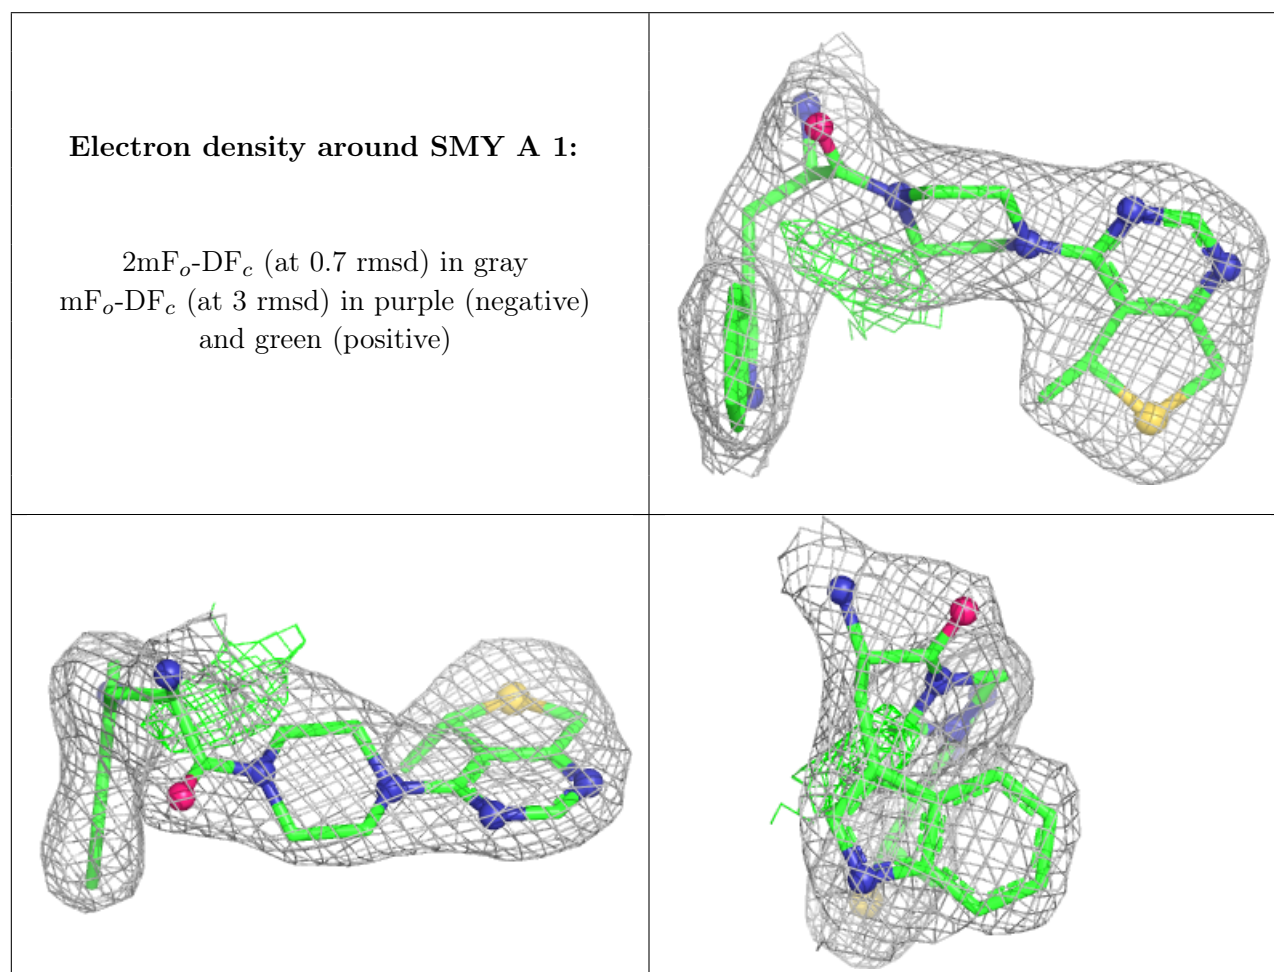 Electron density around SMY A 1:
2mFo-DFc (at 0.7 rmsd) in gray
mFo-DFc (at 3 rmsd) in purple (negative)
and green (positive)